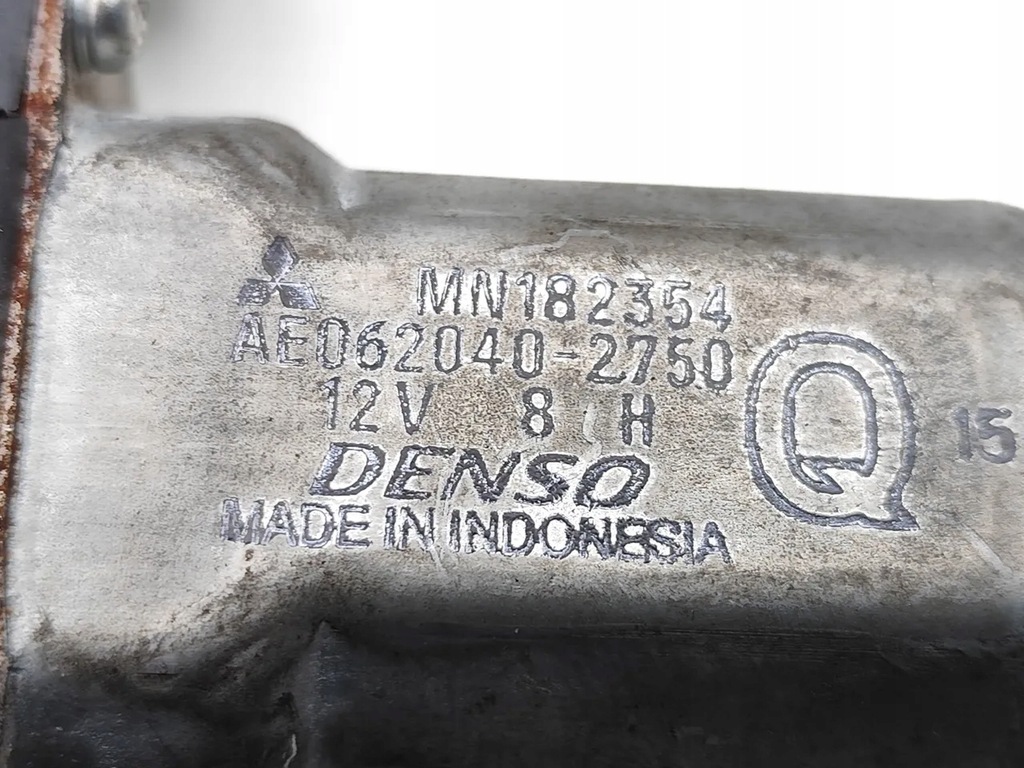 MN182354
AE062040-2750
12V 8 H
DENSO
MADE IN INDONESIA
Q
15